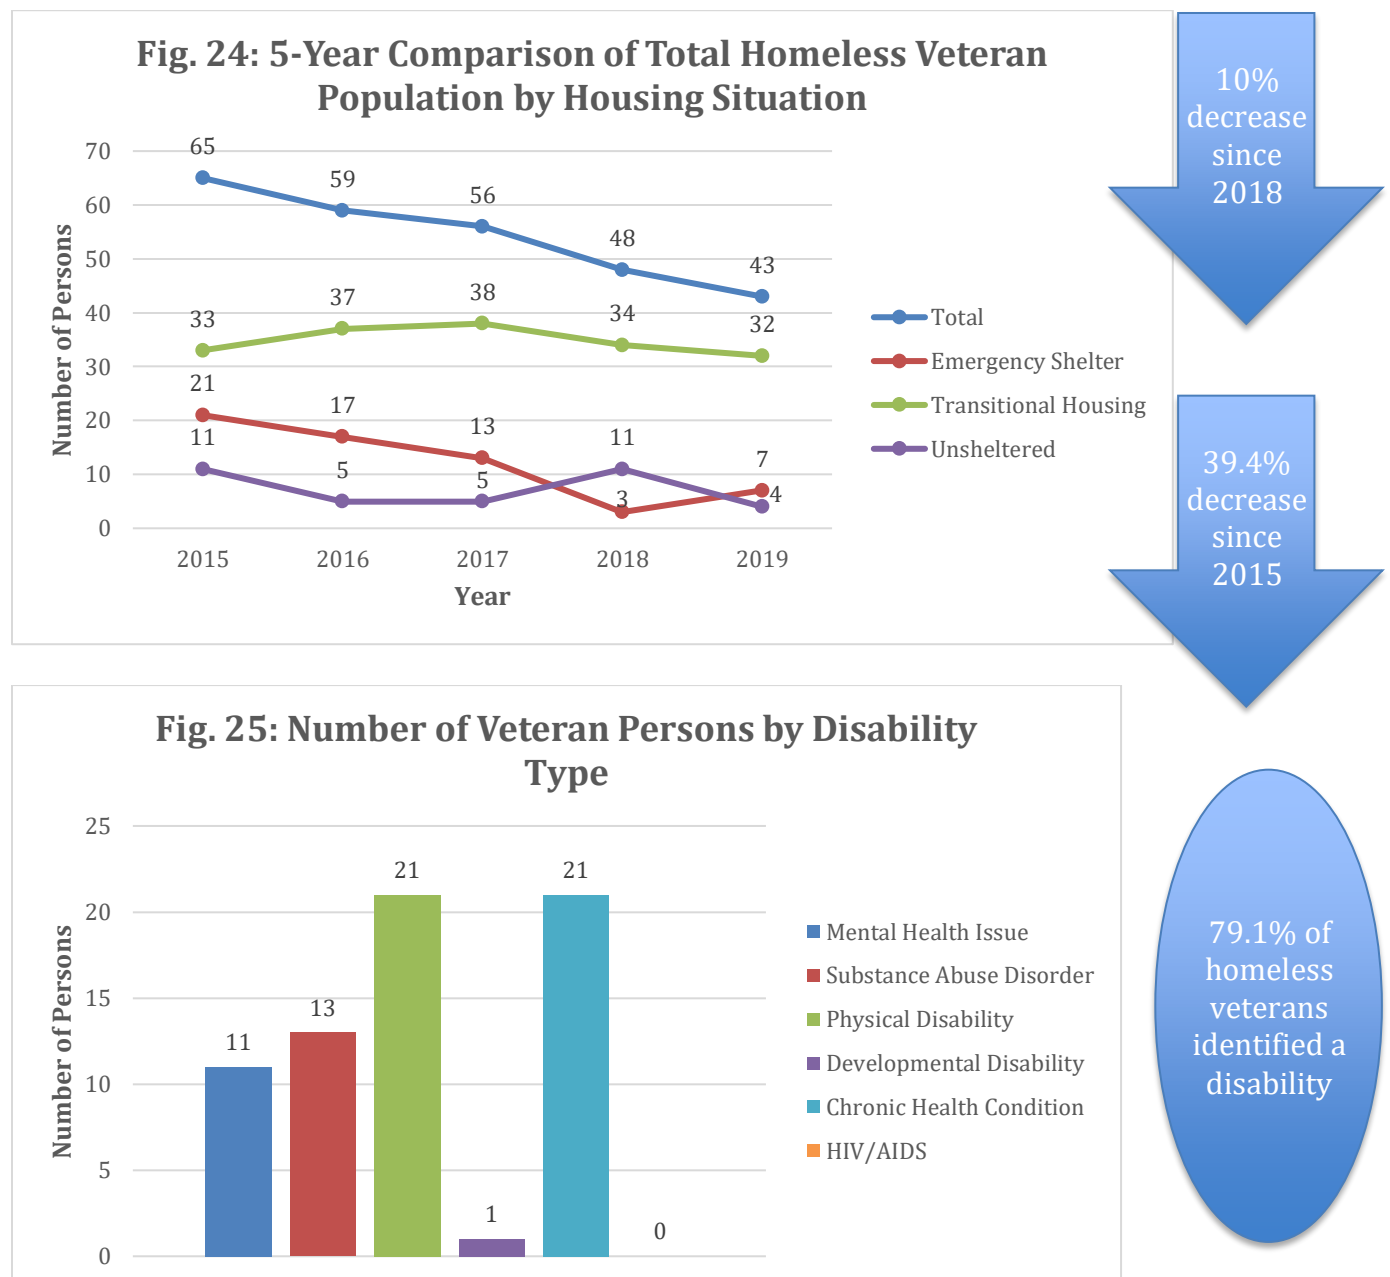 Fig. 24: 5-Year Comparison of Total Homeless Veteran
Population by Housing Situation
70
60
50
40
30
20
10
0
Number of Persons
65
59
56
48
43
33
37
38
34
32
21
17
13
3
7
11
5
5
11
4
2015
2016
2017
2018
2019
Year
Total
Emergency Shelter
Transitional Housing
Unsheltered
10%
decrease
since
2018
39.4%
decrease
since
2015
Fig. 25: Number of Veteran Persons by Disability
Type
25
20
15
10
5
0
Number of Persons
11
13
21
1
21
0
Mental Health Issue
Substance Abuse Disorder
Physical Disability
Developmental Disability
Chronic Health Condition
HIV/AIDS
79.1% of
homeless
veterans
identified a
disability